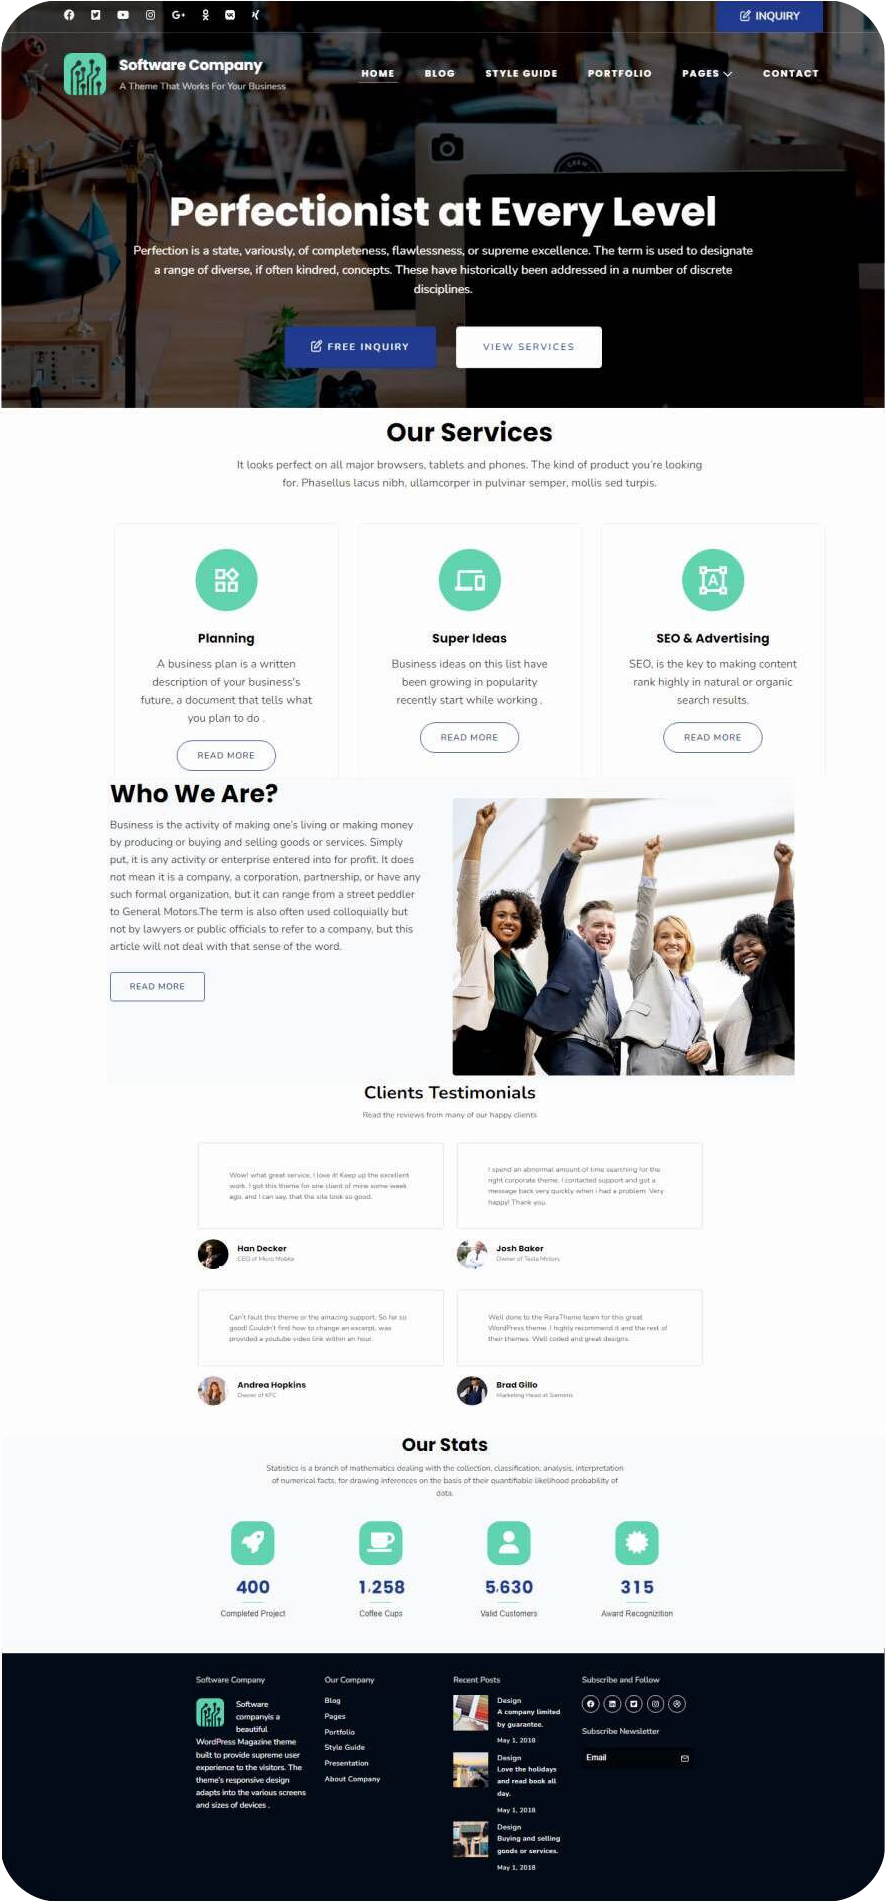 INQUIRY
Software Company
A Theme That Works For Your Business
HOME BLOG STYLE GUIDE PORTFOLIO PAGES CONTACT
Perfectionist at Every Level
Perfection is a state, variously, of completeness, flawlessness, or supreme excellence. The term is used to designate
a range of diverse, if often kindred, concepts. These have historically been addressed in a number of discrete
disciplines.
FREE INQUIRY VIEW SERVICES
Our Services
It looks perfect on all major browsers, tablets and phones. The kind of product you're looking
for. Phasellus lacus nibh, ullamcorper in pulvinar semper, mollis sed turpis.
Planning
A business plan is a written
description of your business's
future, a document that tells what
you plan to do .
READ MORE
Super Ideas
Business ideas on this list have
been growing in popularity
recently start while working .
READ MORE
SEO & Advertising
SEO, is the key to making content
rank highly in natural or organic
search results.
READ MORE
Who We Are?
Business is the activity of making one's living or making money
by producing or buying and selling goods or services. Simply
put, it is any activity or enterprise entered into for profit. It does
not mean it is a company, a corporation, partnership, or have any
such formal organization, but it can range from a street peddler
to General Motors.The term is also often used colloquially but
not by lawyers or public officials to refer to a company, but this
article will not deal with that sense of the word.
READ MORE
Clients Testimonials
Read the reviews from many of our happy clients
Wow! what great service, I love it! Keep up the excellent
work. I got this theme for one client of mine some week
ago, and I can say, that the site look so good.
Han Decker
CEO of Micro Mobile
I spend an abnormal amount of time searching for the
right corporate theme. I contacted support and got a
message back very quickly when i had a problem. Very
happy! Thank you.
Josh Baker
Owner of Tesla Motors
Can't fault this theme or the amazing support. So far so
good! Couldn't find how to change an excerpt, was
provided a youtube video link within an hour.
Andrea Hopkins
Owner of KFC
Well done to the RaraTheme team for this great
WordPress theme. I highly recommend it and the rest of
their themes. Well coded and great designs.
Brad Gillo
Marketing Head at Siemens
Our Stats
Statistics is a branch of mathematics dealing with the collection, classification, analysis, interpretation
of numerical facts, for drawing inferences on the basis of their quantifiable likelihood probability of
data.
400
Completed Project
1,258
Coffee Cups
5,630
Valid Customers
315
Award Recognizition
Software Company
Software
companyis a
beautiful
WordPress Magazine theme
built to provide supreme user
experience to the visitors. The
theme's responsive design
adapts into the various screens
and sizes of devices .
Our Company
Blog
Pages
Portfolio
Style Guide
Presentation
About Company
Recent Posts
Design
A company limited
by guarantee.
May 1, 2018
Design
Love the holidays
and read book all
day.
May 1, 2018
Design
Buying and selling
goods or services.
May 1, 2018
Subscribe and Follow
Subscribe Newsletter
Email